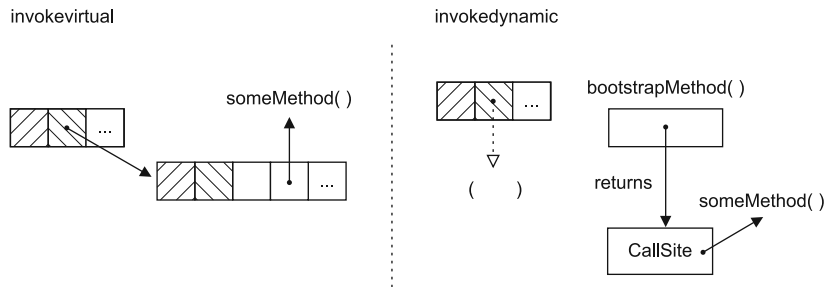 invokevirtual
someMethod( )
...
...
invokedynamic
...
( )
bootstrapMethod( )
returns
someMethod( )
CallSite